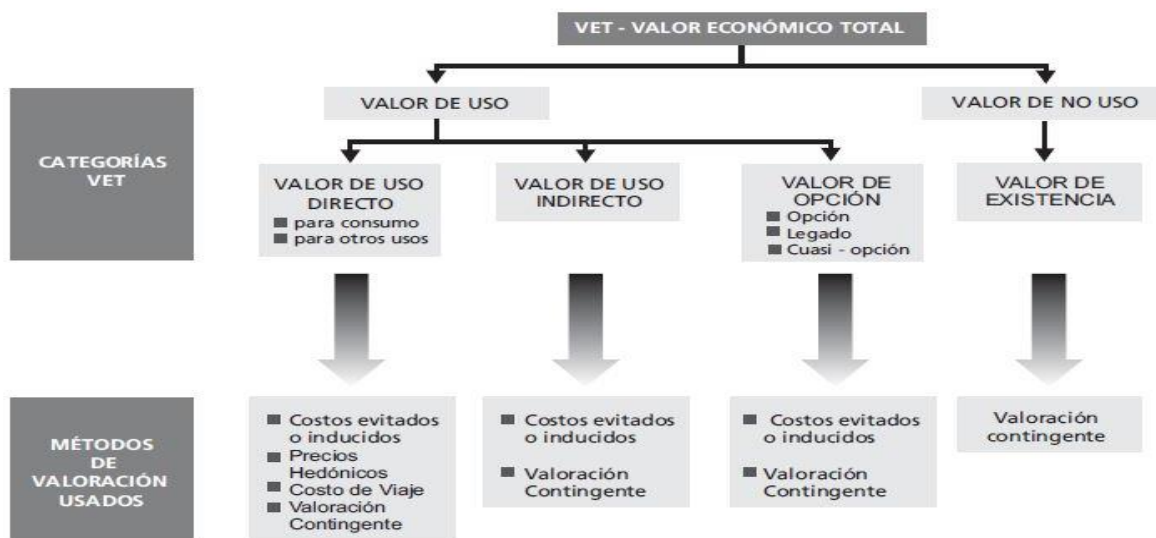 VET - VALOR ECONÓMICO TOTAL
VALOR DE USO
VALOR DE NO USO
CATEGORÍAS
VET
VALOR DE USO
DIRECTO
para consumo
para otros usos
VALOR DE USO
INDIRECTO
VALOR DE
OPCIÓN
Opción
Legado
Cuasi - opción
VALOR DE
EXISTENCIA
MÉTODOS
DE
VALORACIÓN
USADOS
Costos evitados
o inducidos
Precios
Hedónicos
Costo de Viaje
Valoración
Contingente
Costos evitados
o inducidos
Valoración
Contingente
Costos evitados
o inducidos
Valoración
Contingente
Valoración
contingente